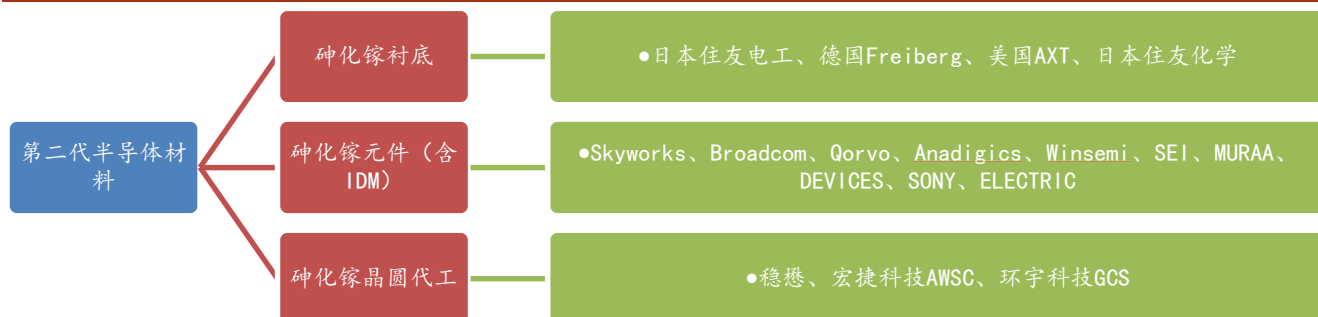 砷化镓衬底
●日本住友电工、德国Freiberg、美国AXT、日本住友化学
第二代半导体材
料
砷化镓元件（含
IDM）
●Skyworks、Broadcom、Qorvo、Anadigics、Winsemi、SEI、MURAA、
DEVICES、SONY、ELECTRIC
砷化镓晶圆代工
●稳懋、宏捷科技AWSC、环宇科技GCS